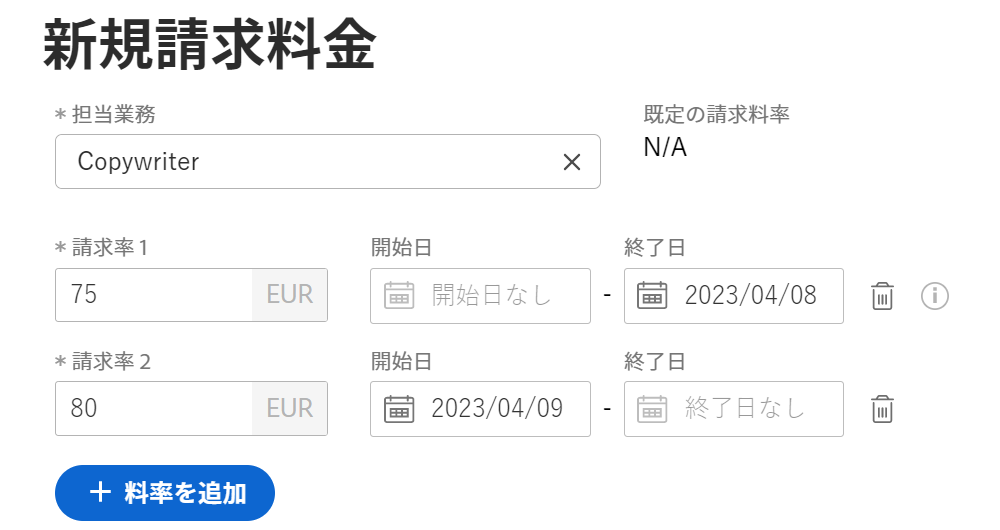 新規請求料金
* 担当業務
既定の請求料率
Copywriter
N/A
* 請求率 1
開始日
終了日
75 EUR
開始日なし - 2023/04/08
* 請求率 2
開始日
終了日
80 EUR
2023/04/09 - 終了日なし
+ 料率を追加